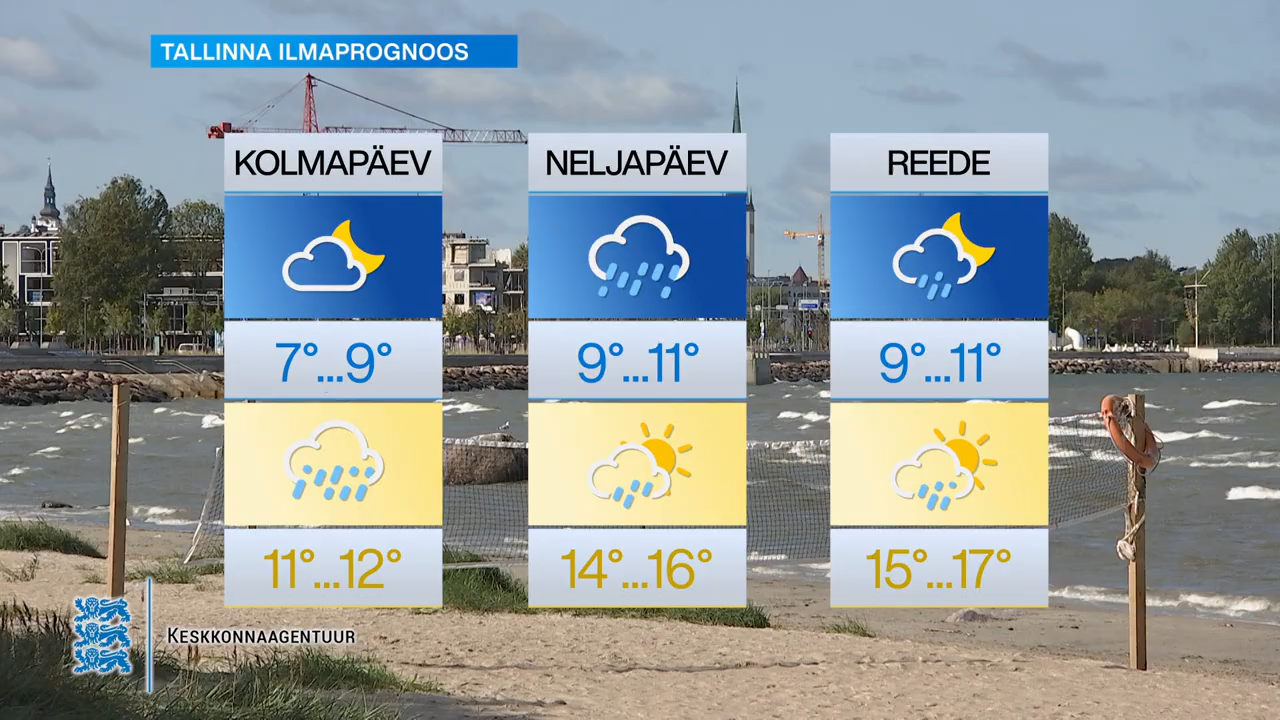 TALLINNA ILMAPROGNOOS
KOLMAPÄEV
7°...9°
11°...12°
NELJAPÄEV
9°...11°
14°...16°
REEDE
9°...11°
15°...17°
KESKKONNAAGENTUUR